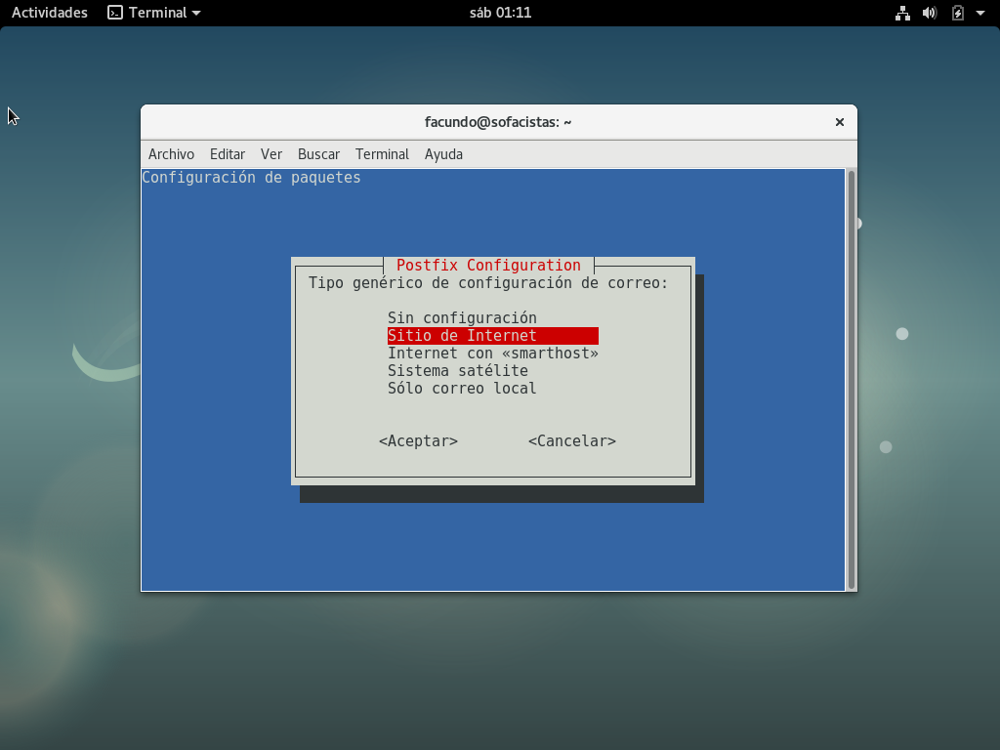 Actividades Terminal sáb 01:11
facundo@sofacistas: ~
Archivo Editar Ver Buscar Terminal Ayuda
Configuración de paquetes
Postfix Configuration
Tipo genérico de configuración de correo:
Sin configuración
Sitio de Internet
Internet con «smarthost»
Sistema satélite
Sólo correo local
<Aceptar> <Cancelar>